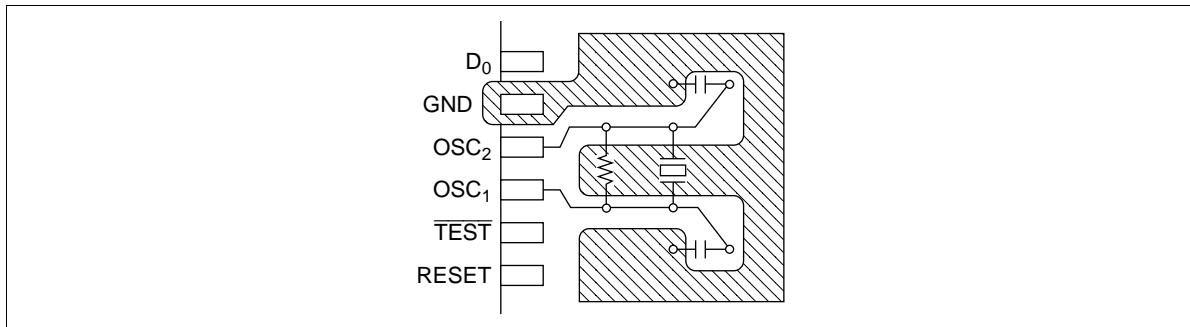 D₀
GND
OSC₂
OSC₁
TEST
RESET